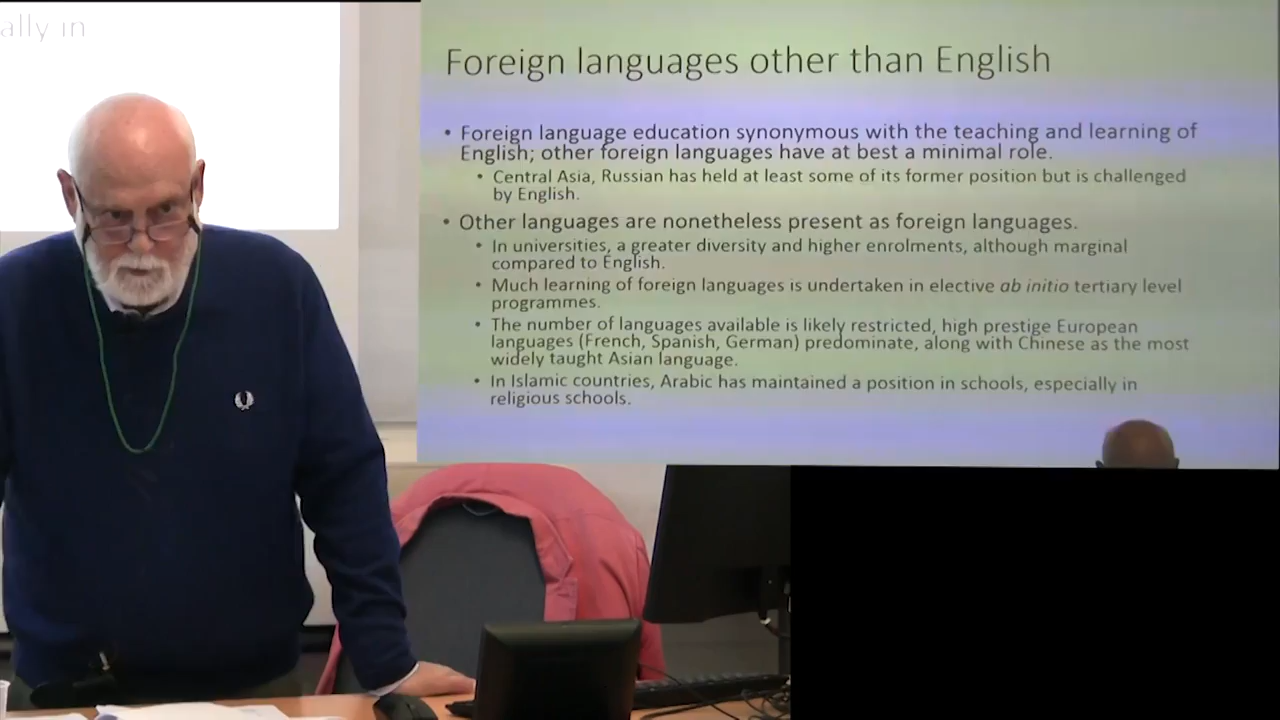 ally in
Foreign languages other than English
• Foreign language education synonymous with the teaching and learning of
English; other foreign languages have at best a minimal role.
• Central Asia, Russian has held at least some of its former position but is challenged
by English.
• Other languages are nonetheless present as foreign languages.
• In universities, a greater diversity and higher enrolments, although marginal
compared to English.
• Much learning of foreign languages is undertaken in elective ab initio tertiary level
programmes.
• The number of languages available is likely restricted, high prestige European
languages (French, Spanish, German) predominate, along with Chinese as the most
widely taught Asian language.
• In Islamic countries, Arabic has maintained a position in schools, especially in
religious schools.